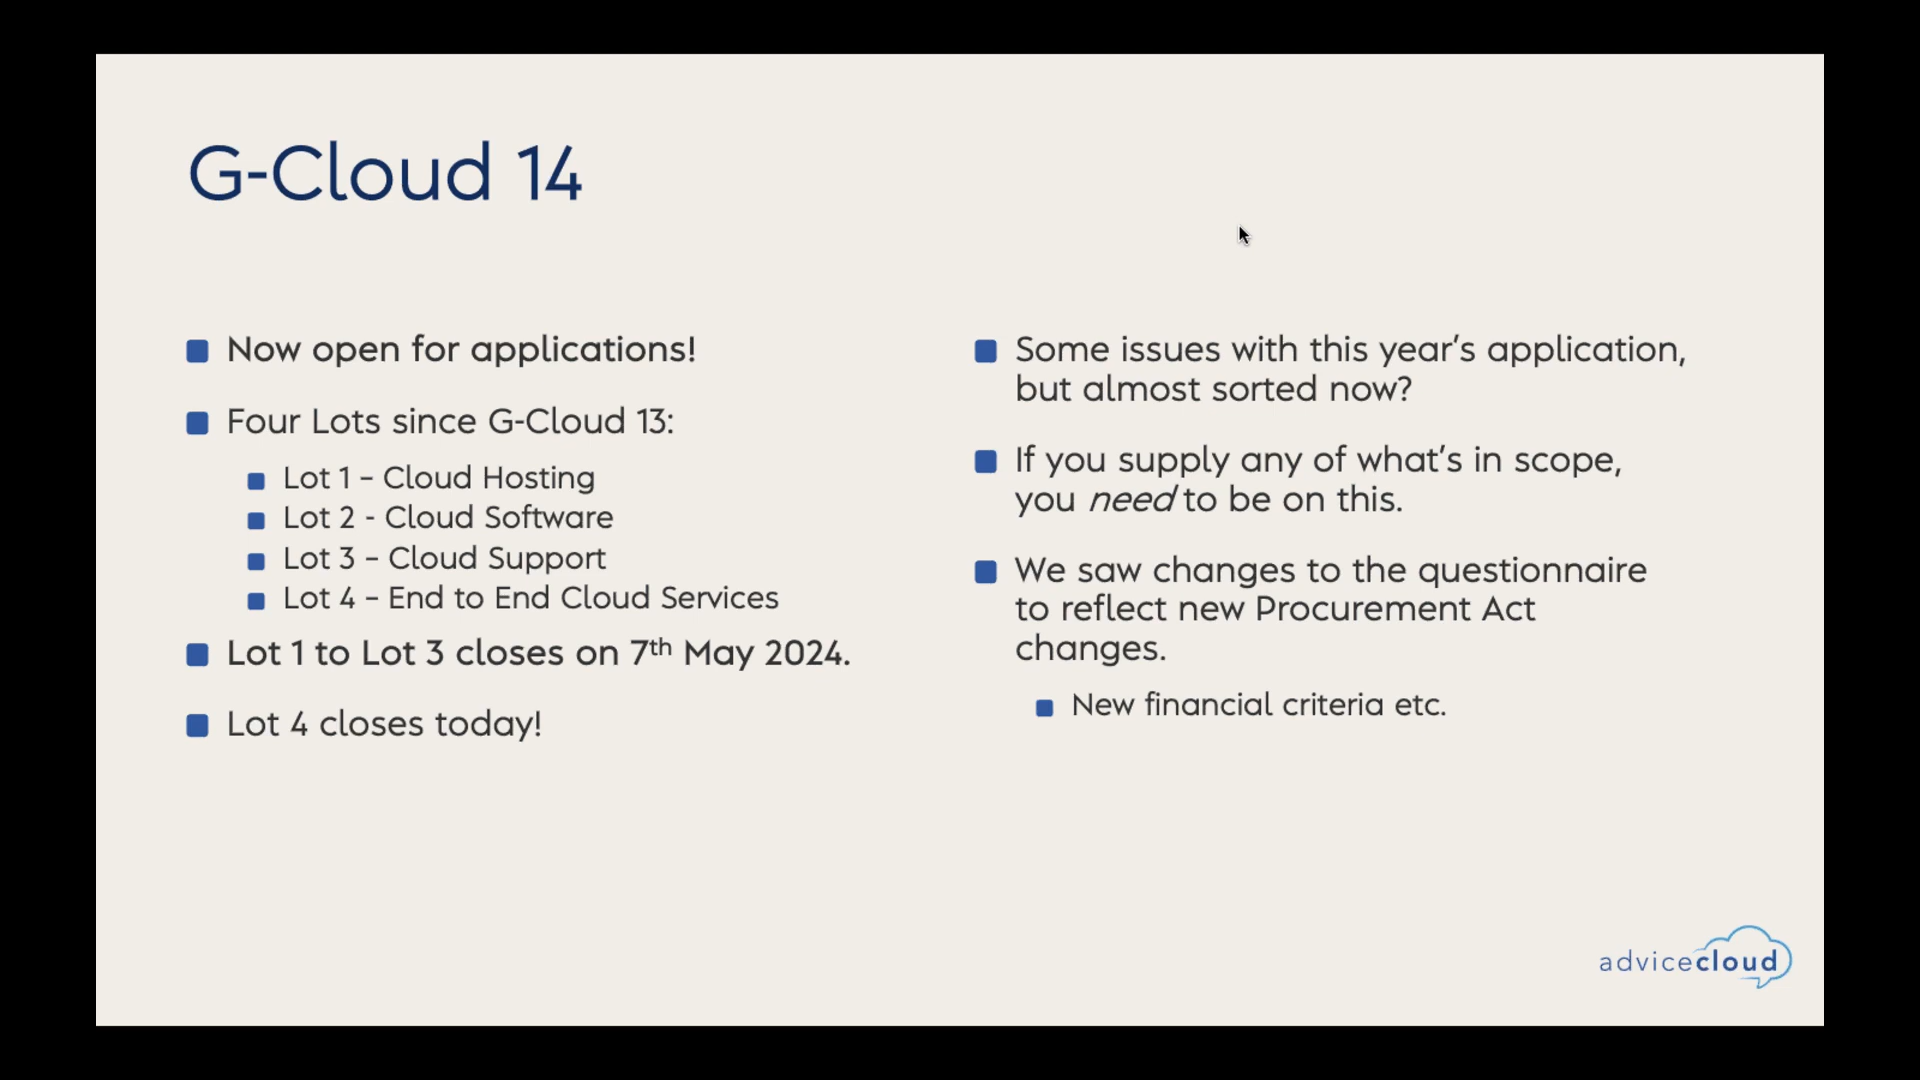 G-Cloud 14
Now open for applications!
Four Lots since G-Cloud 13:
Lot 1 – Cloud Hosting
Lot 2 - Cloud Software
Lot 3 – Cloud Support
Lot 4 – End to End Cloud Services
Lot 1 to Lot 3 closes on 7th May 2024.
Lot 4 closes today!
Some issues with this year’s application,
but almost sorted now?
If you supply any of what’s in scope,
you need to be on this.
We saw changes to the questionnaire
to reflect new Procurement Act
changes.
New financial criteria etc.
advicecloud